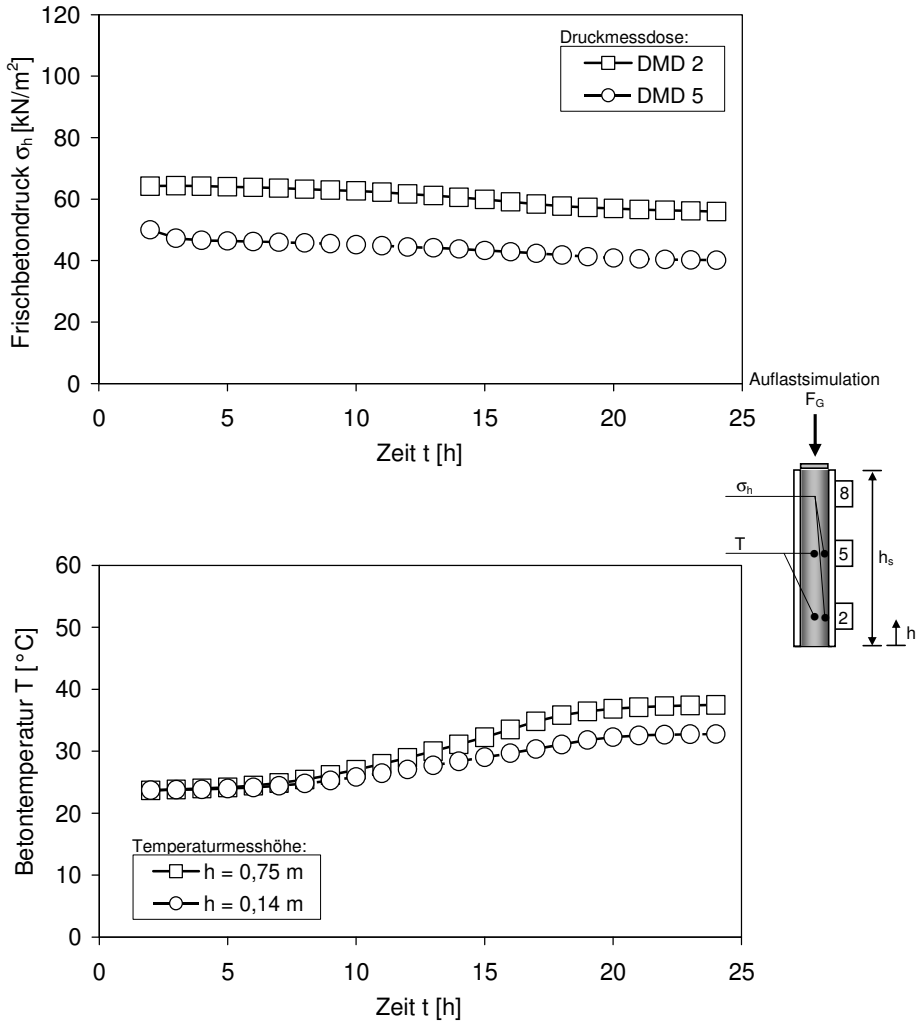 120
100
80
60
40
20
0
Frischbetondruck σh [kN/m²]
Druckmessdose:
DMD 2
DMD 5
0 5 10 15 20 25
Zeit t [h]
Auflastsimulation
FG
σh
T
8
5
2
hs
h
60
50
40
30
20
10
0
Betontemperatur T [°C]
Temperaturmesshöhe:
h = 0,75 m
h = 0,14 m
0 5 10 15 20 25
Zeit t [h]